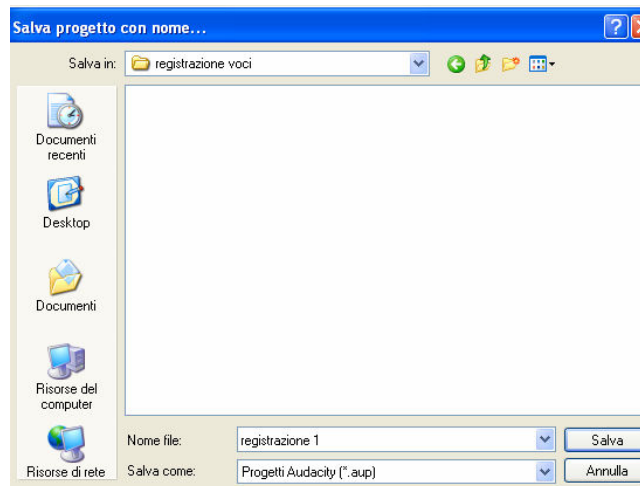 Salva progetto con nome...
Salva in:
registrazione voci
Documenti
recenti
Desktop
Documenti
Risorse del
computer
Risorse di rete
Nome file:
registrazione 1
Salva
Salva come:
Progetti Audacity (*.aup)
Annulla